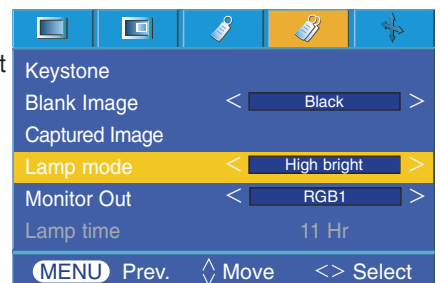 t
Keystone
Blank Image < Black >
Captured Image
Lamp mode < High bright >
Monitor Out < RGB1 >
Lamp time 11 Hr
MENU Prev. Move <> Select